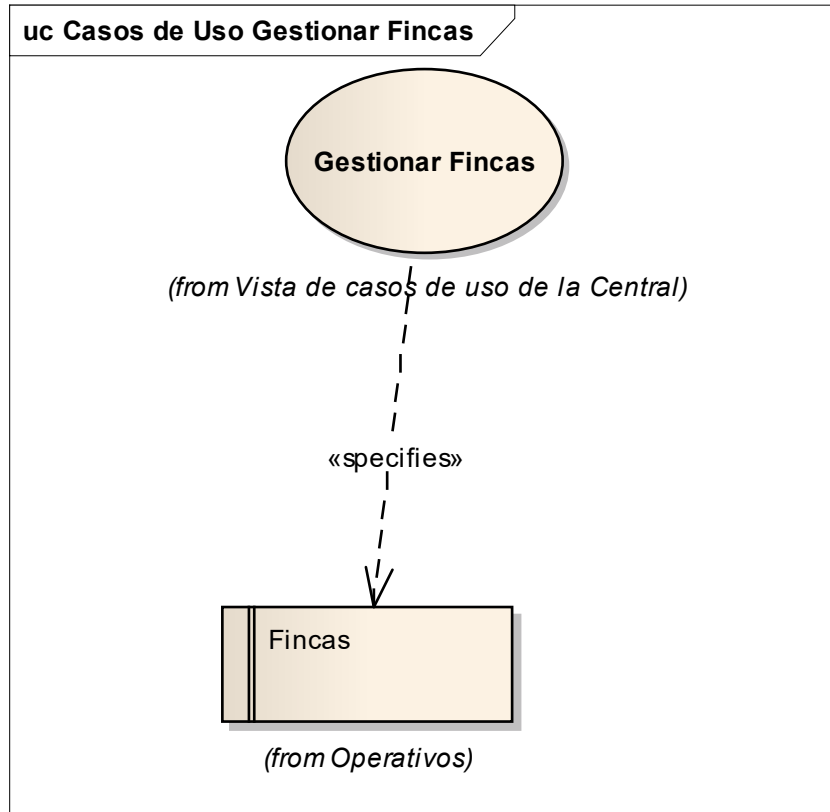 uc Casos de Uso Gestionar Fincas
Gestionar Fincas
(from Vista de casos de uso de la Central)
«specifies»
Fincas
(from Operativos)